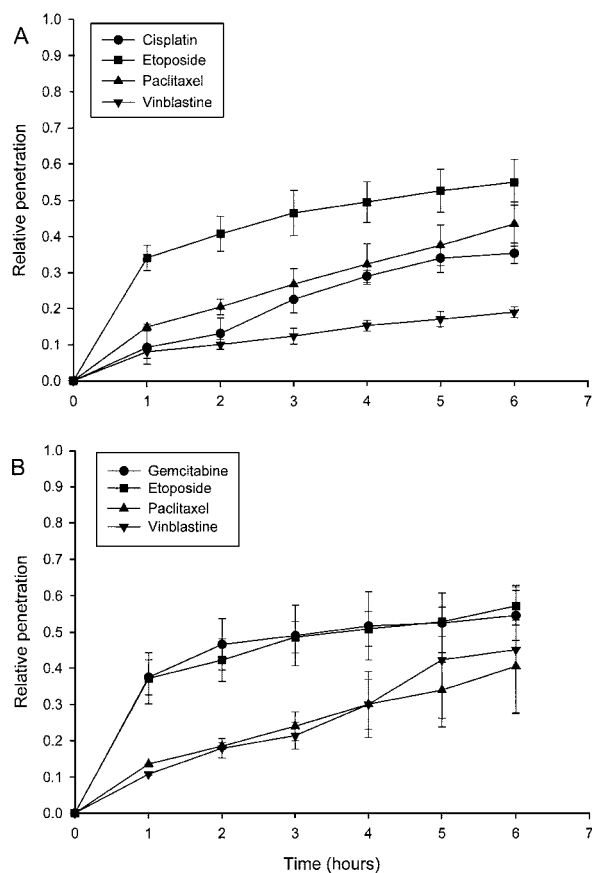 A
Cisplatin
Etoposide
Paclitaxel
Vinblastine
Relative penetration
1.0
0.9
0.8
0.7
0.6
0.5
0.4
0.3
0.2
0.1
0.0
0 1 2 3 4 5 6 7
B
Gemcitabine
Etoposide
Paclitaxel
Vinblastine
Relative penetration
1.0
0.9
0.8
0.7
0.6
0.5
0.4
0.3
0.2
0.1
0.0
0 1 2 3 4 5 6 7
Time (hours)